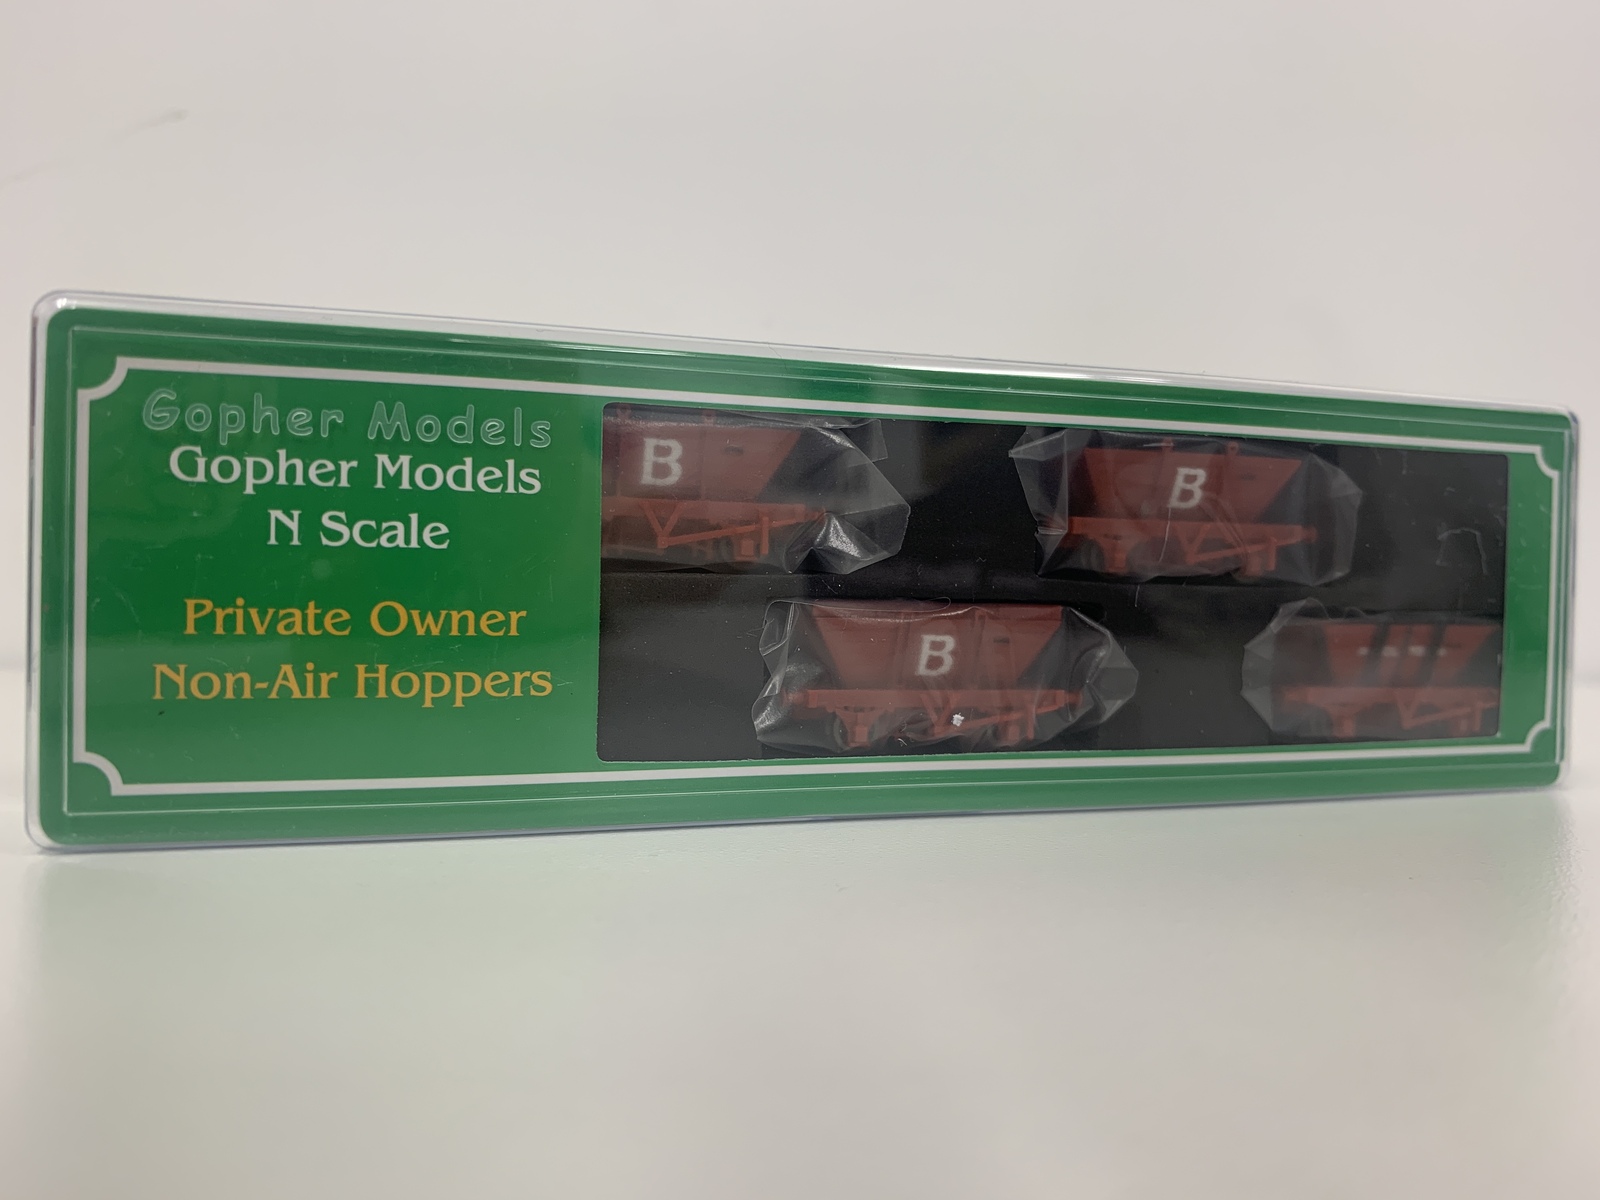 Gopher Models
Gopher Models
N Scale
Private Owner
Non-Air Hoppers
B
B
B